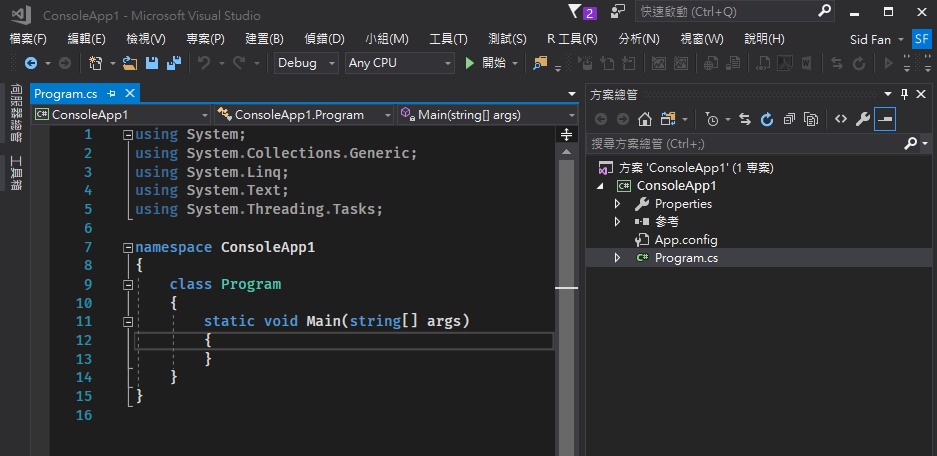 ConsoleApp1 - Microsoft Visual Studio
2
快速啟動 (Ctrl+Q)
檔案(F) 編輯(E) 檢視(V) 專案(P) 建置(B) 偵錯(D) 小組(M) 工具(T) 測試(S) R 工具(R) 分析(N) 視窗(W) 說明(H) Sid Fan SF
Debug Any CPU 開始
伺服器總管
工具箱
Program.cs
ConsoleApp1 ConsoleApp1.Program Main(string[] args)
1 using System;
2 using System.Collections.Generic;
3 using System.Linq;
4 using System.Text;
5 using System.Threading.Tasks;
6
7 namespace ConsoleApp1
8 {
9 class Program
10 {
11 static void Main(string[] args)
12 {
13 }
14 }
15 }
16
方案總管
搜尋方案總管 (Ctrl+;)
方案 'ConsoleApp1' (1 專案)
C# ConsoleApp1
Properties
參考
App.config
C# Program.cs